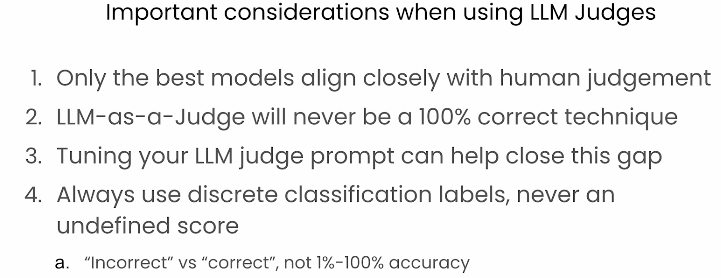 Important considerations when using LLM Judges
1. Only the best models align closely with human judgement
2. LLM-as-a-Judge will never be a 100% correct technique
3. Tuning your LLM judge prompt can help close this gap
4. Always use discrete classification labels, never an
undefined score
a. “Incorrect” vs “correct”, not 1%-100% accuracy